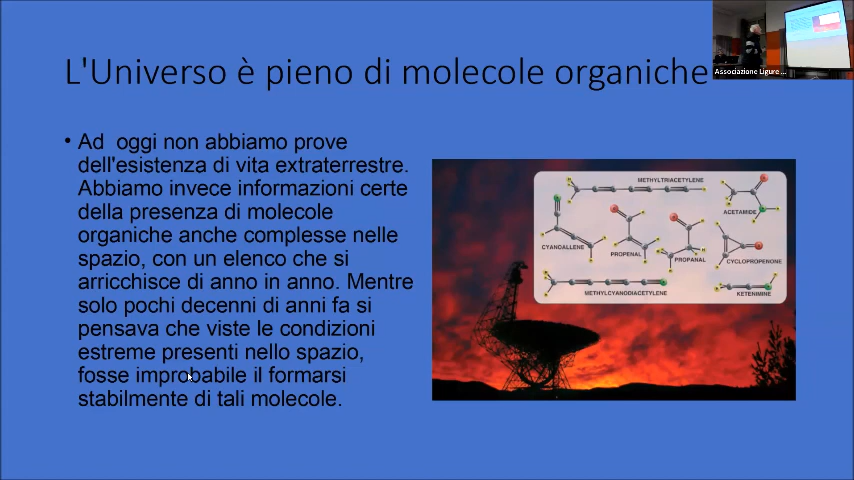 L'Universo è pieno di molecole organiche
Associazione Ligure ...
• Ad  oggi non abbiamo prove
dell'esistenza di vita extraterrestre.
Abbiamo invece informazioni certe
della presenza di molecole
organiche anche complesse nelle
spazio, con un elenco che si
arricchisce di anno in anno. Mentre
solo pochi decenni di anni fa si
pensava che viste le condizioni
estreme presenti nello spazio,
fosse improbabile il formarsi
stabilmente di tali molecole.
METHYLTRIACETYLENE
ACETAMIDE
CYANOALLENE
PROPENAL
PROPANAL
CYCLOPROPENONE
METHYLCYANODIACETYLENE
KETENIMINE